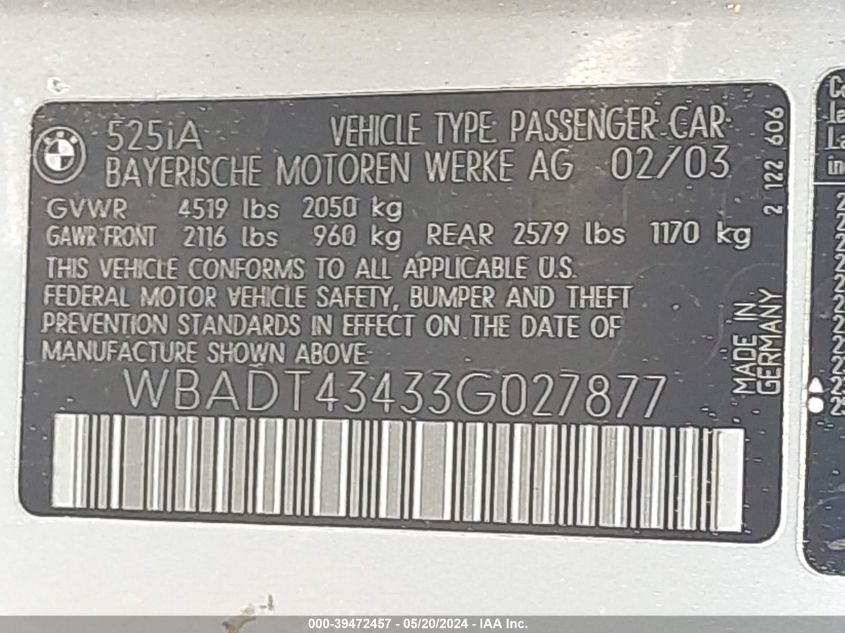 BMW
525iA VEHICLE TYPE PASSENGER CAR
BAYERISCHE MOTOREN WERKE AG 02/03
GVWR 4519 lbs 2050 kg
GAWR FRONT 2116 lbs 960 kg REAR 2579 lbs 1170 kg
THIS VEHICLE CONFORMS TO ALL APPLICABLE U.S.
FEDERAL MOTOR VEHICLE SAFETY, BUMPER AND THEFT
PREVENTION STANDARDS IN EFFECT ON THE DATE OF
MANUFACTURE SHOWN ABOVE
WBADT43433G027877
2 122 606
MADE IN
GERMANY
000-39472457 - 05/20/2024 - IAA Inc.